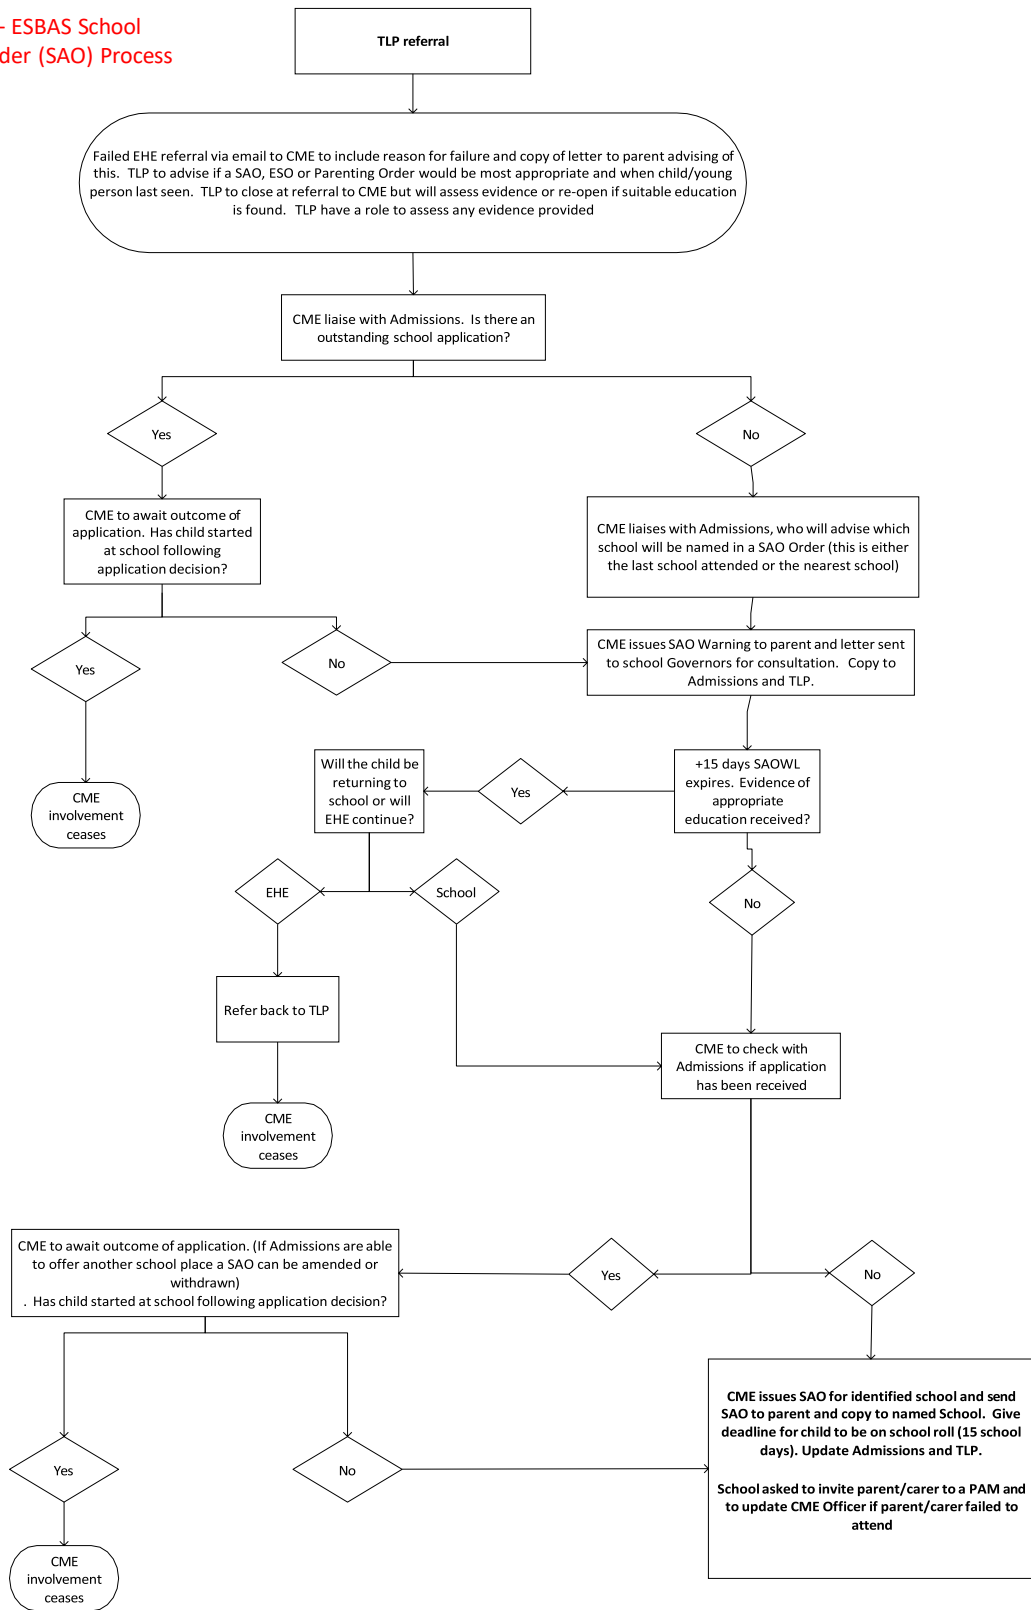 - ESBAS School
der (SAO) Process
TLP referral
Failed EHE referral via email to CME to include reason for failure and copy of letter to parent advising of
this. TLP to advise if a SAO, ESO or Parenting Order would be most appropriate and when child/young
person last seen. TLP to close at referral to CME but will assess evidence or re-open if suitable education
is found. TLP have a role to assess any evidence provided
CME liaise with Admissions. Is there an
outstanding school application?
Yes
No
CME to await outcome of
application. Has child started
at school following
application decision?
CME liaises with Admissions, who will advise which
school will be named in a SAO Order (this is either
the last school attended or the nearest school)
Yes
No
CME issues SAO Warning to parent and letter sent
to school Governors for consultation. Copy to
Admissions and TLP.
CME
involvement
ceases
Will the child be
returning to
school or will
EHE continue?
Yes
+15 days SAOWL
expires. Evidence of
appropriate
education received?
EHE
School
No
Refer back to TLP
CME to check with
Admissions if application
has been received
CME
involvement
ceases
CME to await outcome of application. (If Admissions are able
to offer another school place a SAO can be amended or
withdrawn)
. Has child started at school following application decision?
Yes
No
CME issues SAO for identified school and send
SAO to parent and copy to named School. Give
deadline for child to be on school roll (15 school
days). Update Admissions and TLP.
School asked to invite parent/carer to a PAM and
to update CME Officer if parent/carer failed to
attend
Yes
No
CME
involvement
ceases